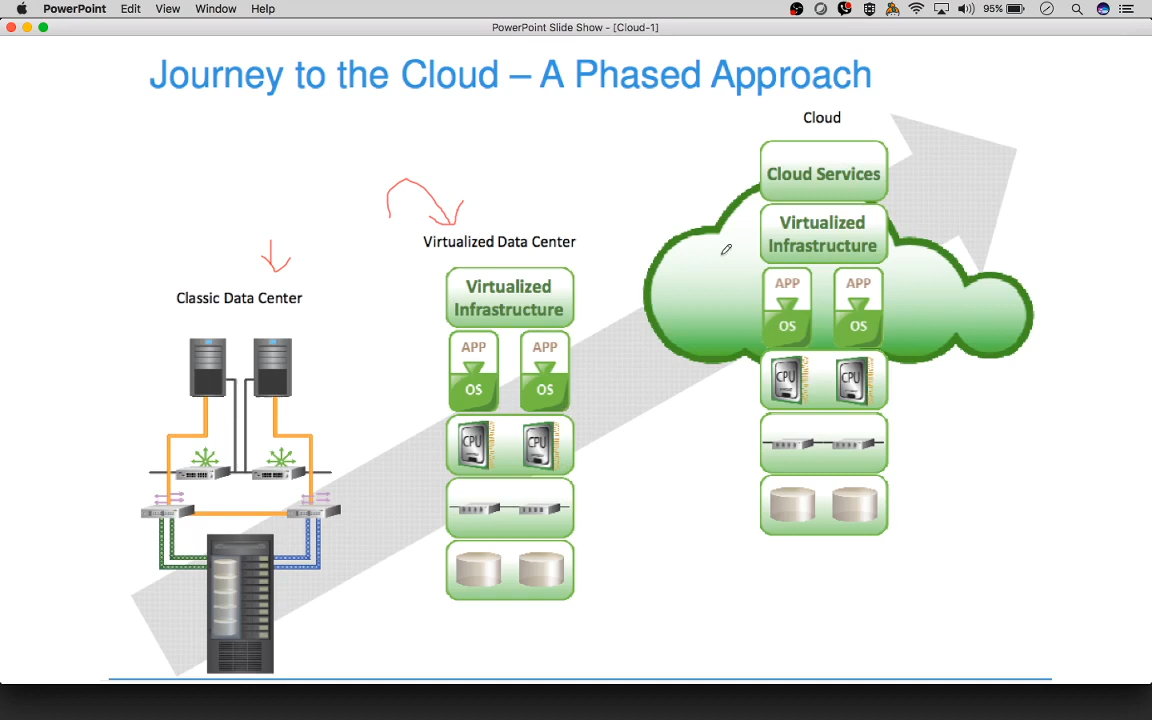 PowerPoint Edit View Window Help 95%
PowerPoint Slide Show - [Cloud-1]
Journey to the Cloud – A Phased Approach
Classic Data Center
Virtualized Data Center
Virtualized
Infrastructure
APP APP
OS OS
CPU CPU
Cloud
Cloud Services
Virtualized
Infrastructure
APP APP
OS OS
CPU CPU